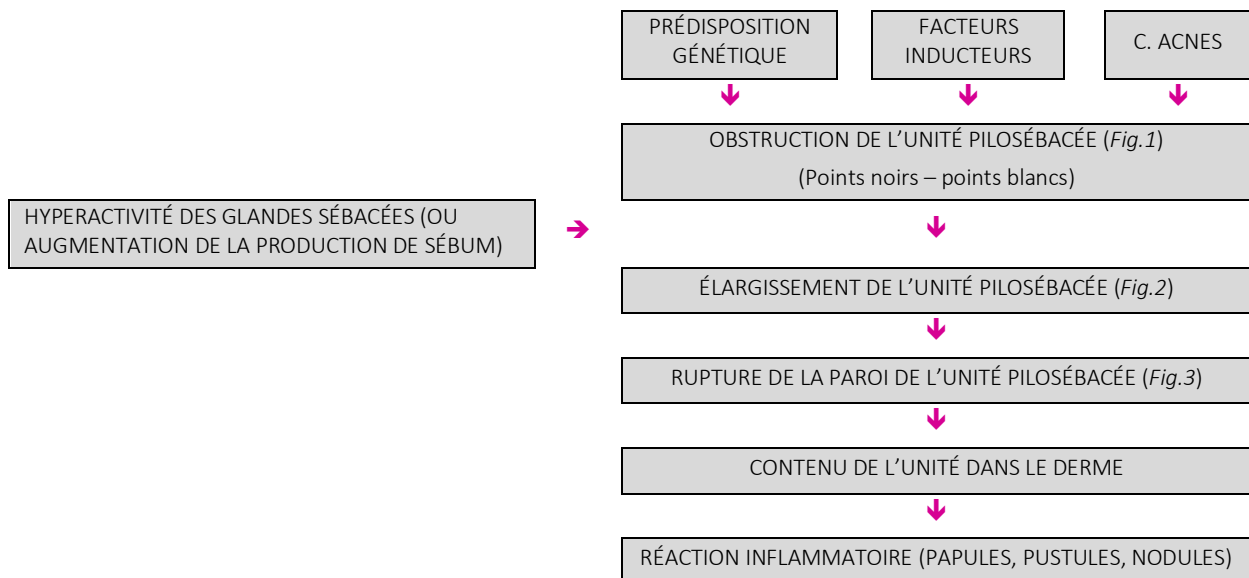 PRÉDISPOSITION
GÉNÉTIQUE
FACTEURS
INDUCTEURS
C. ACNES
OBSTRUCTION DE L’UNITÉ PILOSÉBACÉE (Fig.1)
(Points noirs – points blancs)
HYPERACTIVITÉ DES GLANDES SÉBACÉES (OU
AUGMENTATION DE LA PRODUCTION DE SÉBUM)
ÉLARGISSEMENT DE L’UNITÉ PILOSÉBACÉE (Fig.2)
RUPTURE DE LA PAROI DE L’UNITÉ PILOSÉBACÉE (Fig.3)
CONTENU DE L’UNITÉ DANS LE DERME
RÉACTION INFLAMMATOIRE (PAPULES, PUSTULES, NODULES)